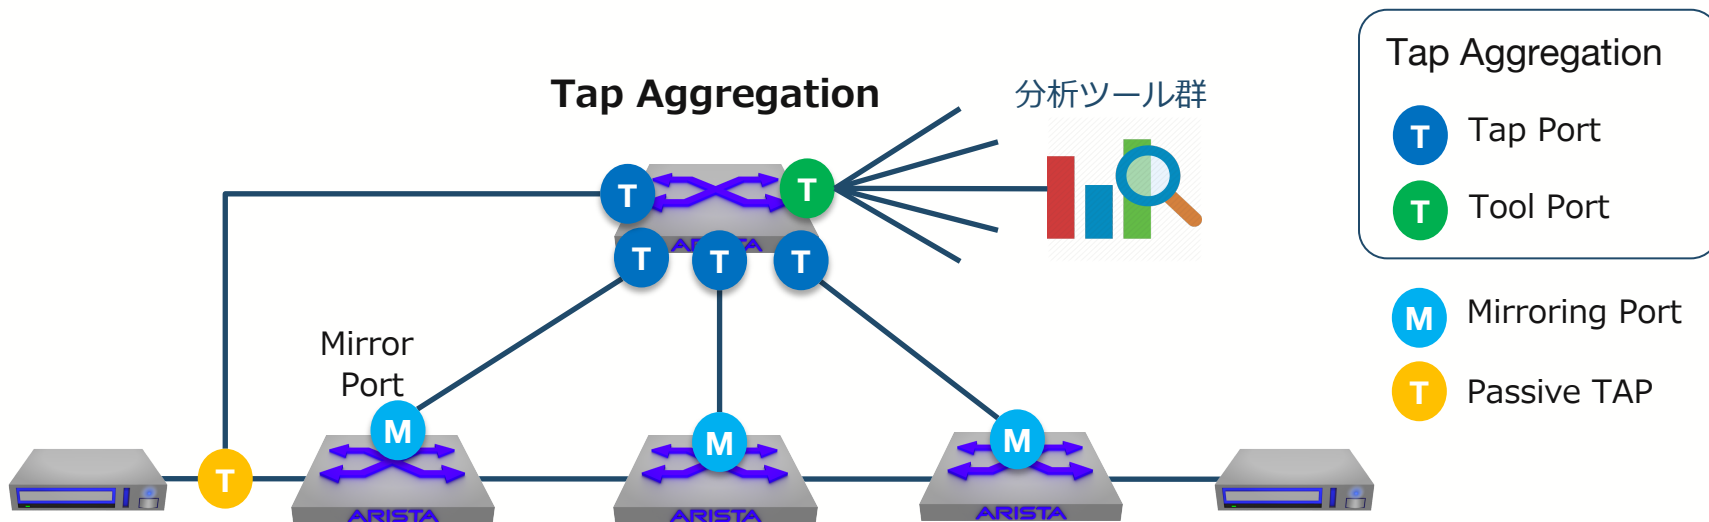 Tap Aggregation
分析ツール群
T
T
ARISTA
T
T
T
Mirror
Port
M
M
M
T
ARISTA
ARISTA
ARISTA
Tap Aggregation
T Tap Port
T Tool Port
M Mirroring Port
T Passive TAP